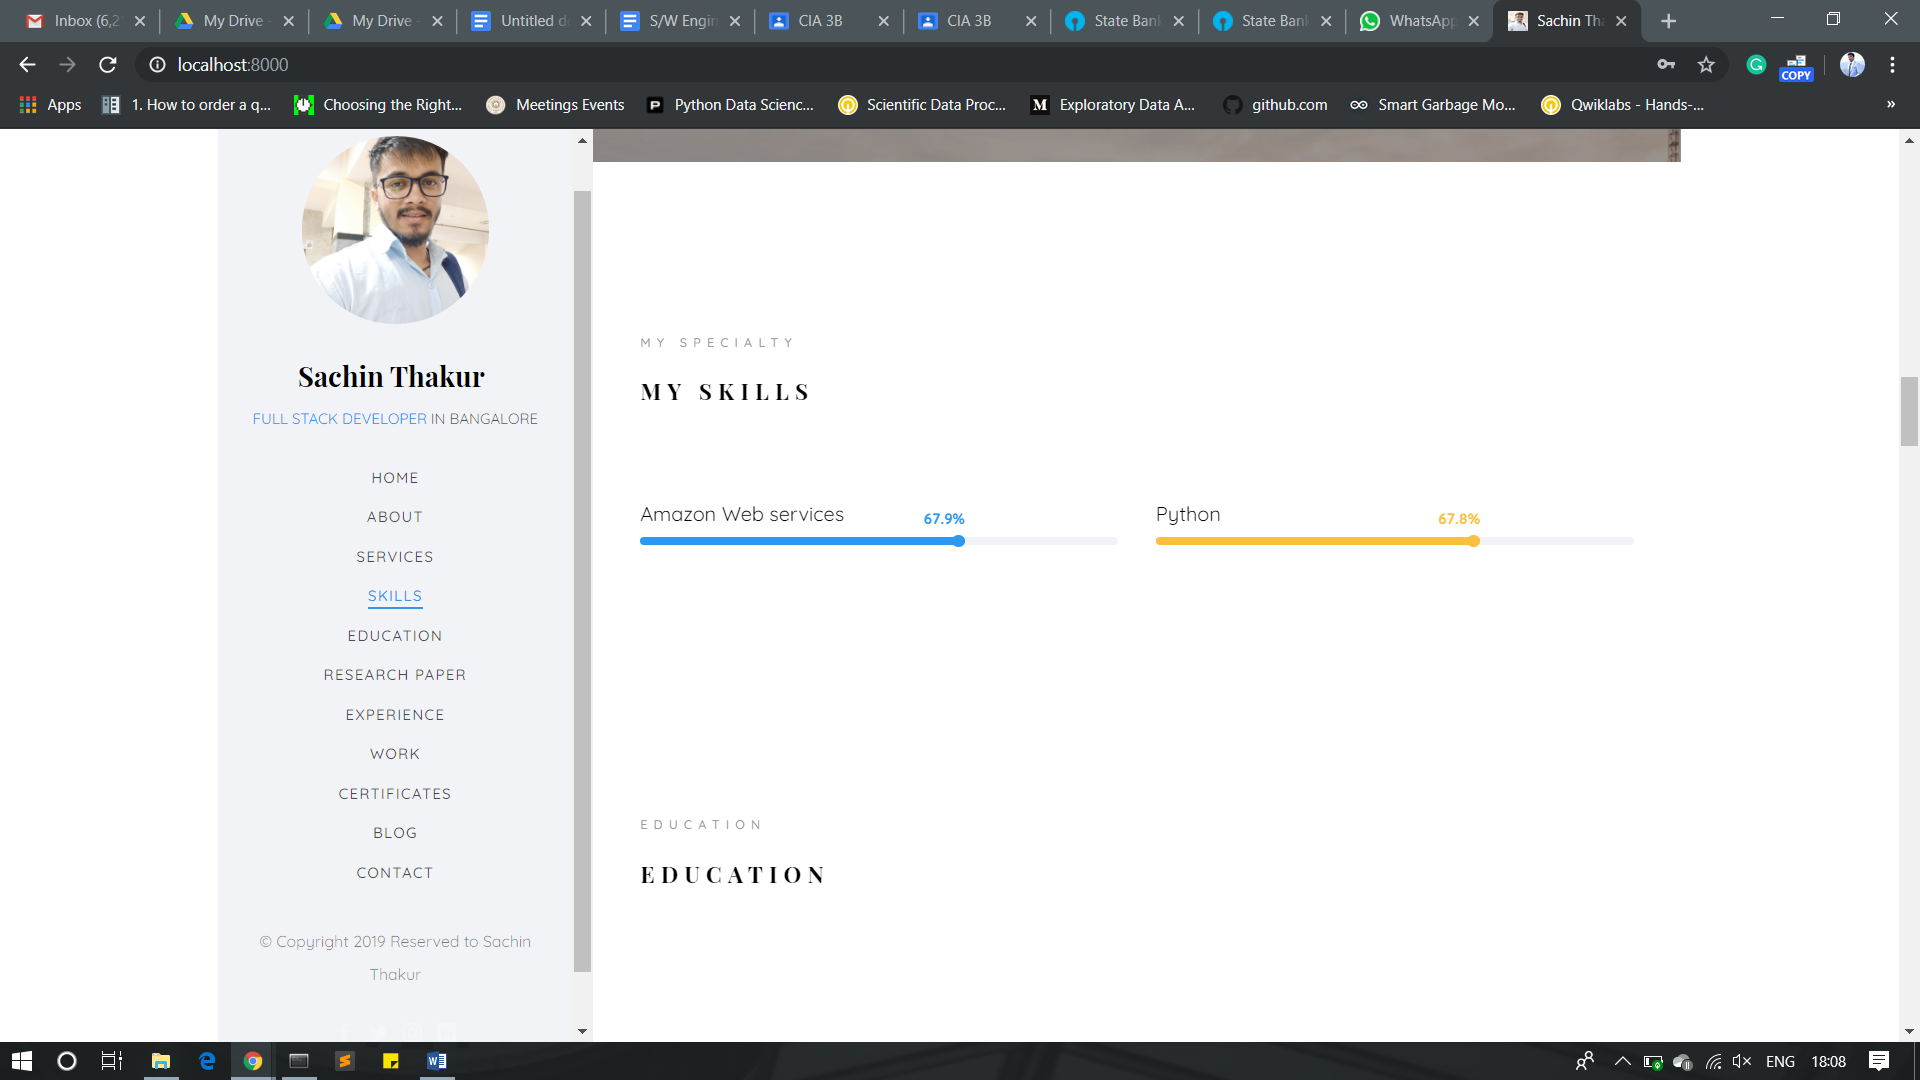 Inbox (6,2
My Drive -
My Drive -
Untitled d
S/W Engin
CIA 3B
CIA 3B
State Bank
State Bank
WhatsApp
Sachin Tha
localhost:8000
COPY
Apps
1. How to order a q...
Choosing the Right...
Meetings Events
Python Data Scienc...
Scientific Data Proc...
Exploratory Data A...
github.com
Smart Garbage Mo...
Qwiklabs - Hands-...
»
Sachin Thakur
FULL STACK DEVELOPER IN BANGALORE
HOME
ABOUT
SERVICES
SKILLS
EDUCATION
RESEARCH PAPER
EXPERIENCE
WORK
CERTIFICATES
BLOG
CONTACT
© Copyright 2019 Reserved to Sachin
Thakur
MY SPECIALTY
MY SKILLS
Amazon Web services 67.9%
Python 67.8%
EDUCATION
EDUCATION
ENG
18:08